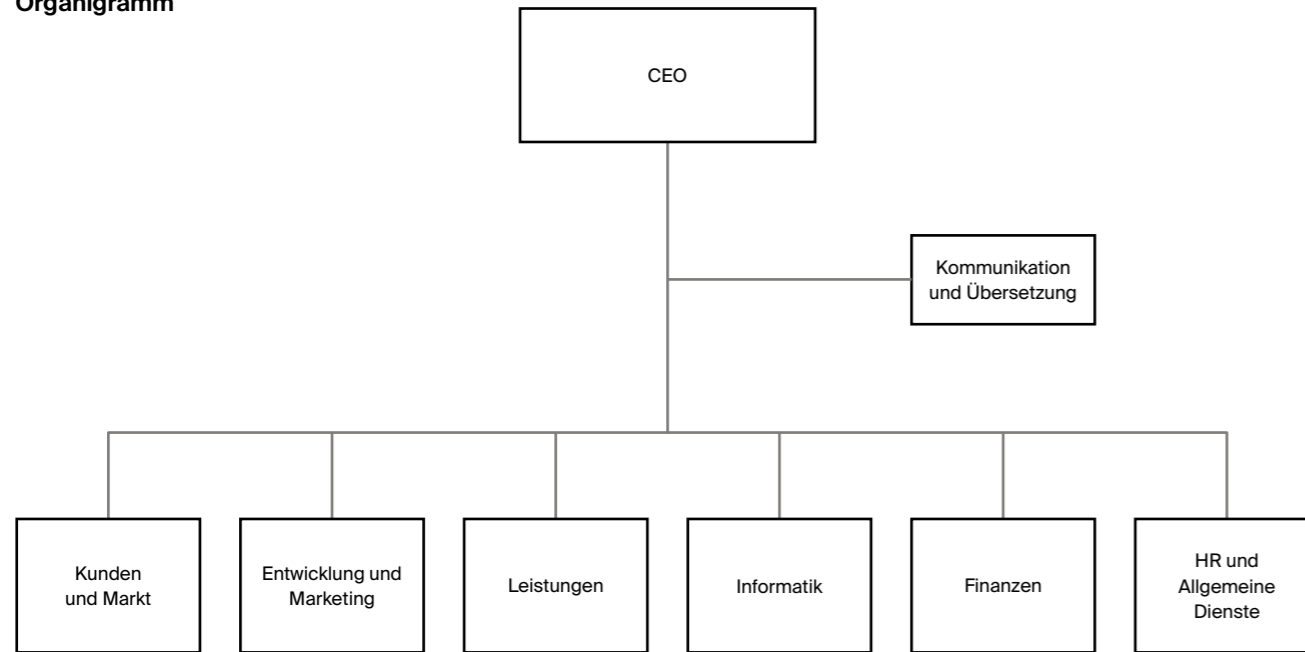 Organigramm
CEO
Kommunikation
und Übersetzung
Kunden
und Markt
Entwicklung und
Marketing
Leistungen
Informatik
Finanzen
HR und
Allgemeine
Dienste